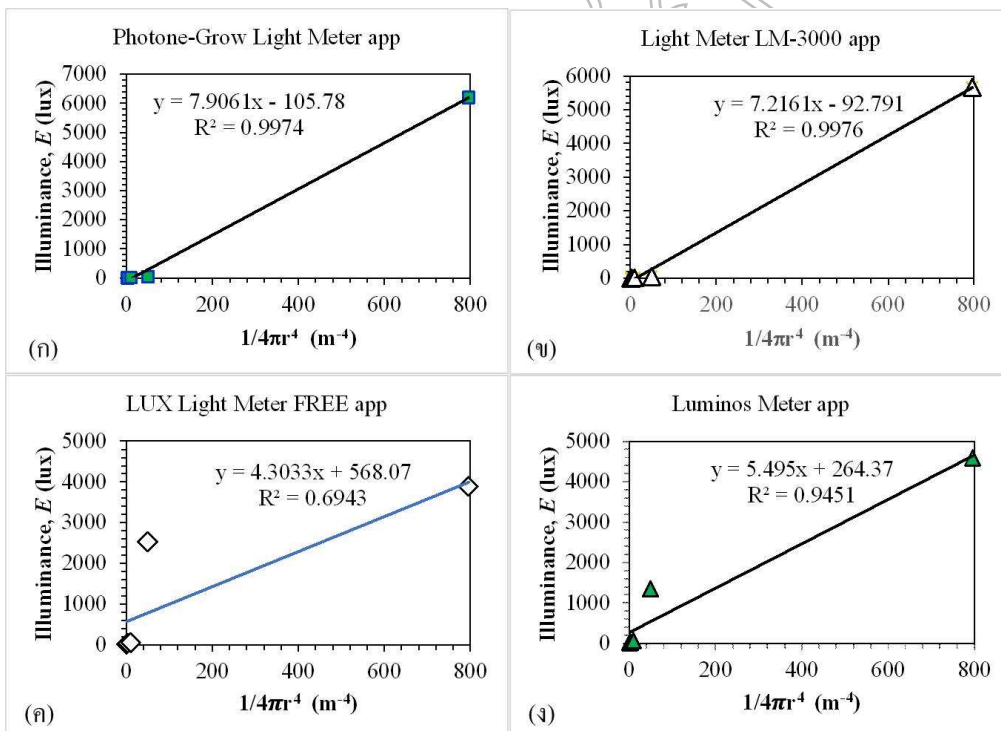 Photone-Grow Light Meter app
7000
6000
5000
4000
3000
2000
1000
0
y = 7.9061x - 105.78
R² = 0.9974
Illuminance, E (lux)
0 200 400 600 800
1/4πr⁴ (m⁻⁴)
(ก)
Light Meter LM-3000 app
6000
5000
4000
3000
2000
1000
0
y = 7.2161x - 92.791
R² = 0.9976
Illuminance, E (lux)
0 200 400 600 800
1/4πr⁴ (m⁻⁴)
(ข)
LUX Light Meter FREE app
5000
4000
3000
2000
1000
0
y = 4.3033x + 568.07
R² = 0.6943
Illuminance, E (lux)
0 200 400 600 800
1/4πr⁴ (m⁻⁴)
(ค)
Luminos Meter app
5000
4000
3000
2000
1000
0
y = 5.495x + 264.37
R² = 0.9451
Illuminance, E (lux)
0 200 400 600 800
1/4πr⁴ (m⁻⁴)
(ง)